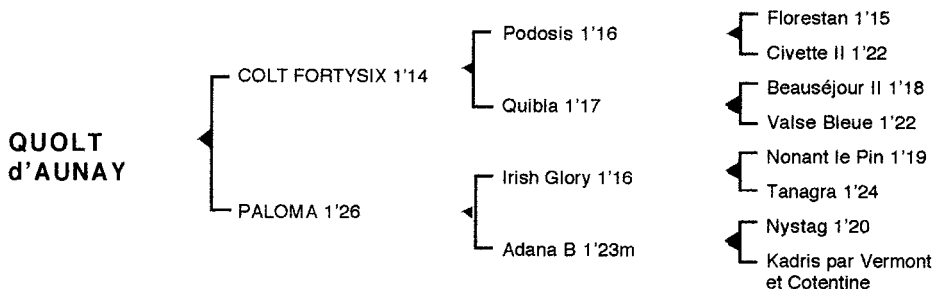 QUOLT
d'AUNAY
COLT FORTYSIX 1'14
PALOMA 1'26
Podosis 1'16
Quibla 1'17
Irish Glory 1'16
Adana B 1'23m
Florestan 1'15
Civette II 1'22
Beauséjour II 1'18
Valse Bleue 1'22
Nonant le Pin 1'19
Tanagra 1'24
Nystag 1'20
Kadris par Vermont
et Cotentine